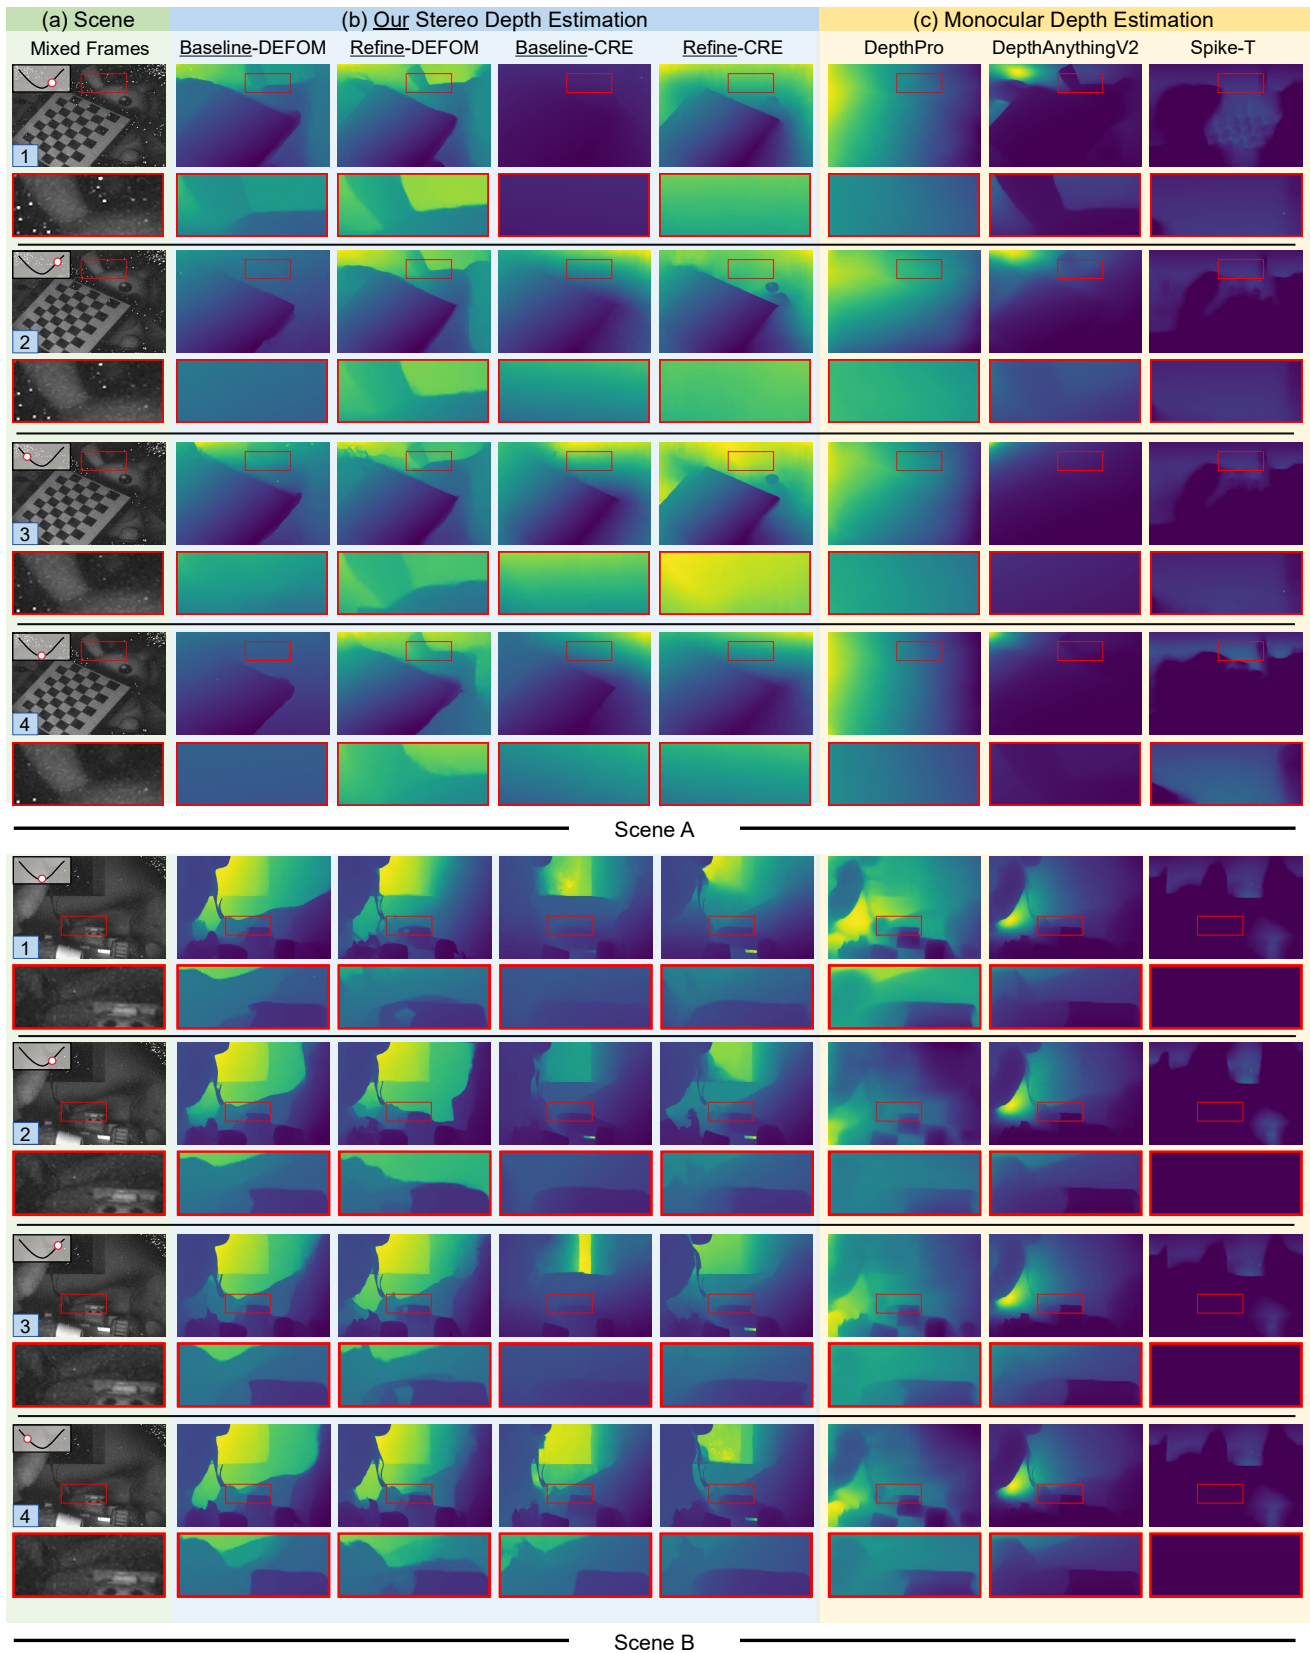 (a) Scene
(b) Our Stereo Depth Estimation
(c) Monocular Depth Estimation
Mixed Frames
Baseline-DEFOM
Refine-DEFOM
Baseline-CRE
Refine-CRE
DepthPro
DepthAnythingV2
Spike-T
1
2
3
4
Scene A
1
2
3
4
Scene B